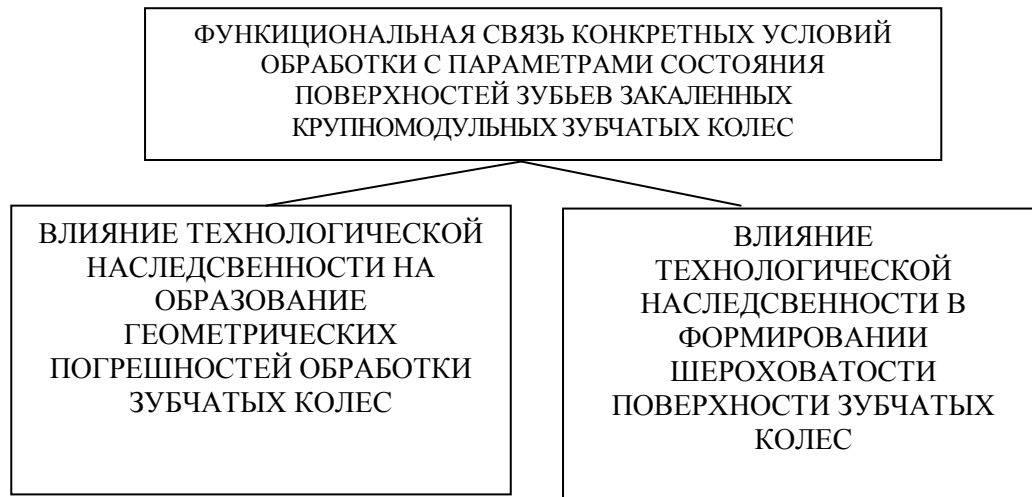 ФУНКИЦИОНАЛЬНАЯ СВЯЗЬ КОНКРЕТНЫХ УСЛОВИЙ
ОБРАБОТКИ С ПАРАМЕТРАМИ СОСТОЯНИЯ
ПОВЕРХНОСТЕЙ ЗУБЬЕВ ЗАКАЛЕННЫХ
КРУПНОМОДУЛЬНЫХ ЗУБЧАТЫХ КОЛЕС
ВЛИЯНИЕ ТЕХНОЛОГИЧЕСКОЙ
НАСЛЕДСВЕННОСТИ НА
ОБРАЗОВАНИЕ
ГЕОМЕТРИЧЕСКИХ
ПОГРЕШНОСТЕЙ ОБРАБОТКИ
ЗУБЧАТЫХ КОЛЕС
ВЛИЯНИЕ
ТЕХНОЛОГИЧЕСКОЙ
НАСЛЕДСВЕННОСТИ В
ФОРМИРОВАНИИ
ШЕРОХОВАТОСТИ
ПОВЕРХНОСТИ ЗУБЧАТЫХ
КОЛЕС